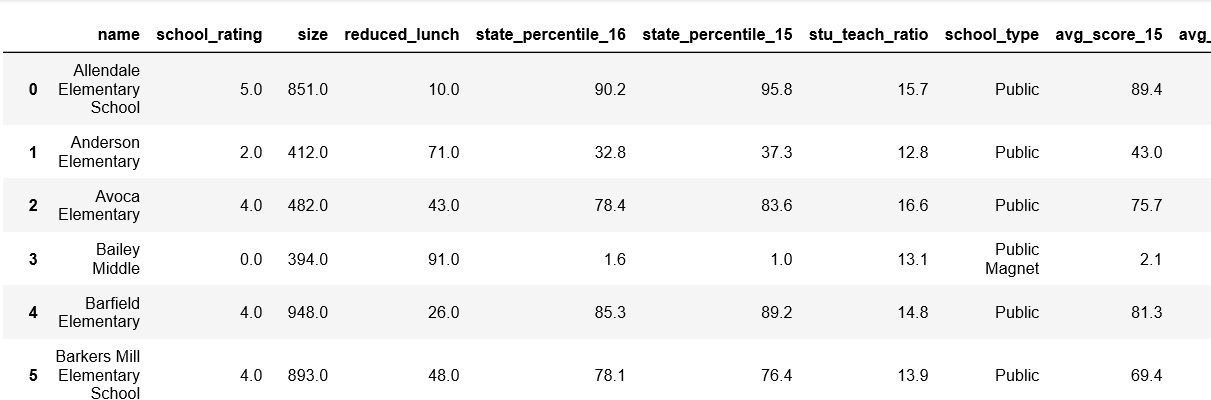 name school_rating size reduced_lunch state_percentile_16 state_percentile_15 stu_teach_ratio school_type avg_score_15 avg_
0 Allendale Elementary School 5.0 851.0 10.0 90.2 95.8 15.7 Public 89.4
1 Anderson Elementary 2.0 412.0 71.0 32.8 37.3 12.8 Public 43.0
2 Avoca Elementary 4.0 482.0 43.0 78.4 83.6 16.6 Public 75.7
3 Bailey Middle 0.0 394.0 91.0 1.6 1.0 13.1 Public Magnet 2.1
4 Barfield Elementary 4.0 948.0 26.0 85.3 89.2 14.8 Public 81.3
5 Barkers Mill Elementary School 4.0 893.0 48.0 78.1 76.4 13.9 Public 69.4